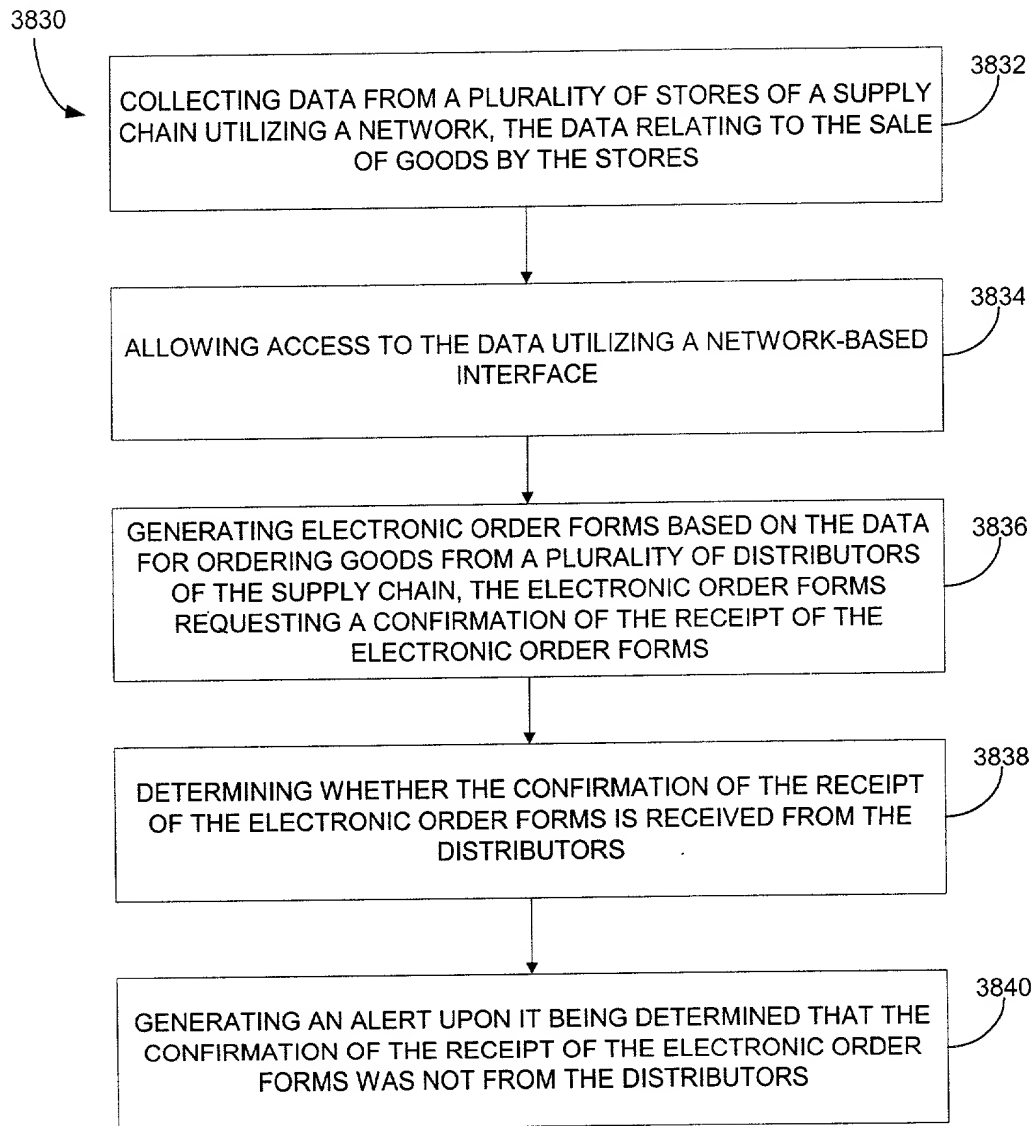 3830
3832
COLLECTING DATA FROM A PLURALITY OF STORES OF A SUPPLY
CHAIN UTILIZING A NETWORK, THE DATA RELATING TO THE SALE
OF GOODS BY THE STORES
3834
ALLOWING ACCESS TO THE DATA UTILIZING A NETWORK-BASED
INTERFACE
3836
GENERATING ELECTRONIC ORDER FORMS BASED ON THE DATA
FOR ORDERING GOODS FROM A PLURALITY OF DISTRIBUTORS
OF THE SUPPLY CHAIN, THE ELECTRONIC ORDER FORMS
REQUESTING A CONFIRMATION OF THE RECEIPT OF THE
ELECTRONIC ORDER FORMS
3838
DETERMINING WHETHER THE CONFIRMATION OF THE RECEIPT
OF THE ELECTRONIC ORDER FORMS IS RECEIVED FROM THE
DISTRIBUTORS
3840
GENERATING AN ALERT UPON IT BEING DETERMINED THAT THE
CONFIRMATION OF THE RECEIPT OF THE ELECTRONIC ORDER
FORMS WAS NOT FROM THE DISTRIBUTORS